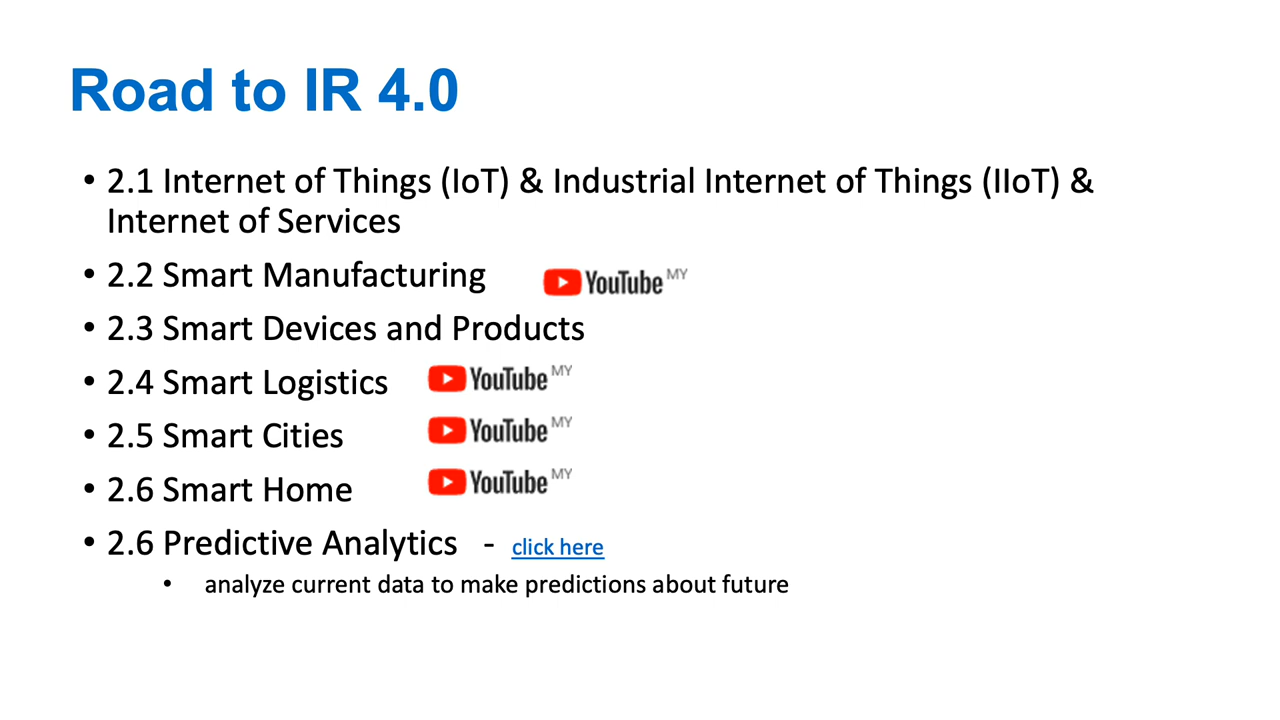 Road to IR 4.0
• 2.1 Internet of Things (IoT) & Industrial Internet of Things (IIoT) &
Internet of Services
• 2.2 Smart Manufacturing YouTube MY
• 2.3 Smart Devices and Products
• 2.4 Smart Logistics YouTube MY
• 2.5 Smart Cities YouTube MY
• 2.6 Smart Home YouTube MY
• 2.6 Predictive Analytics - click here
• analyze current data to make predictions about future